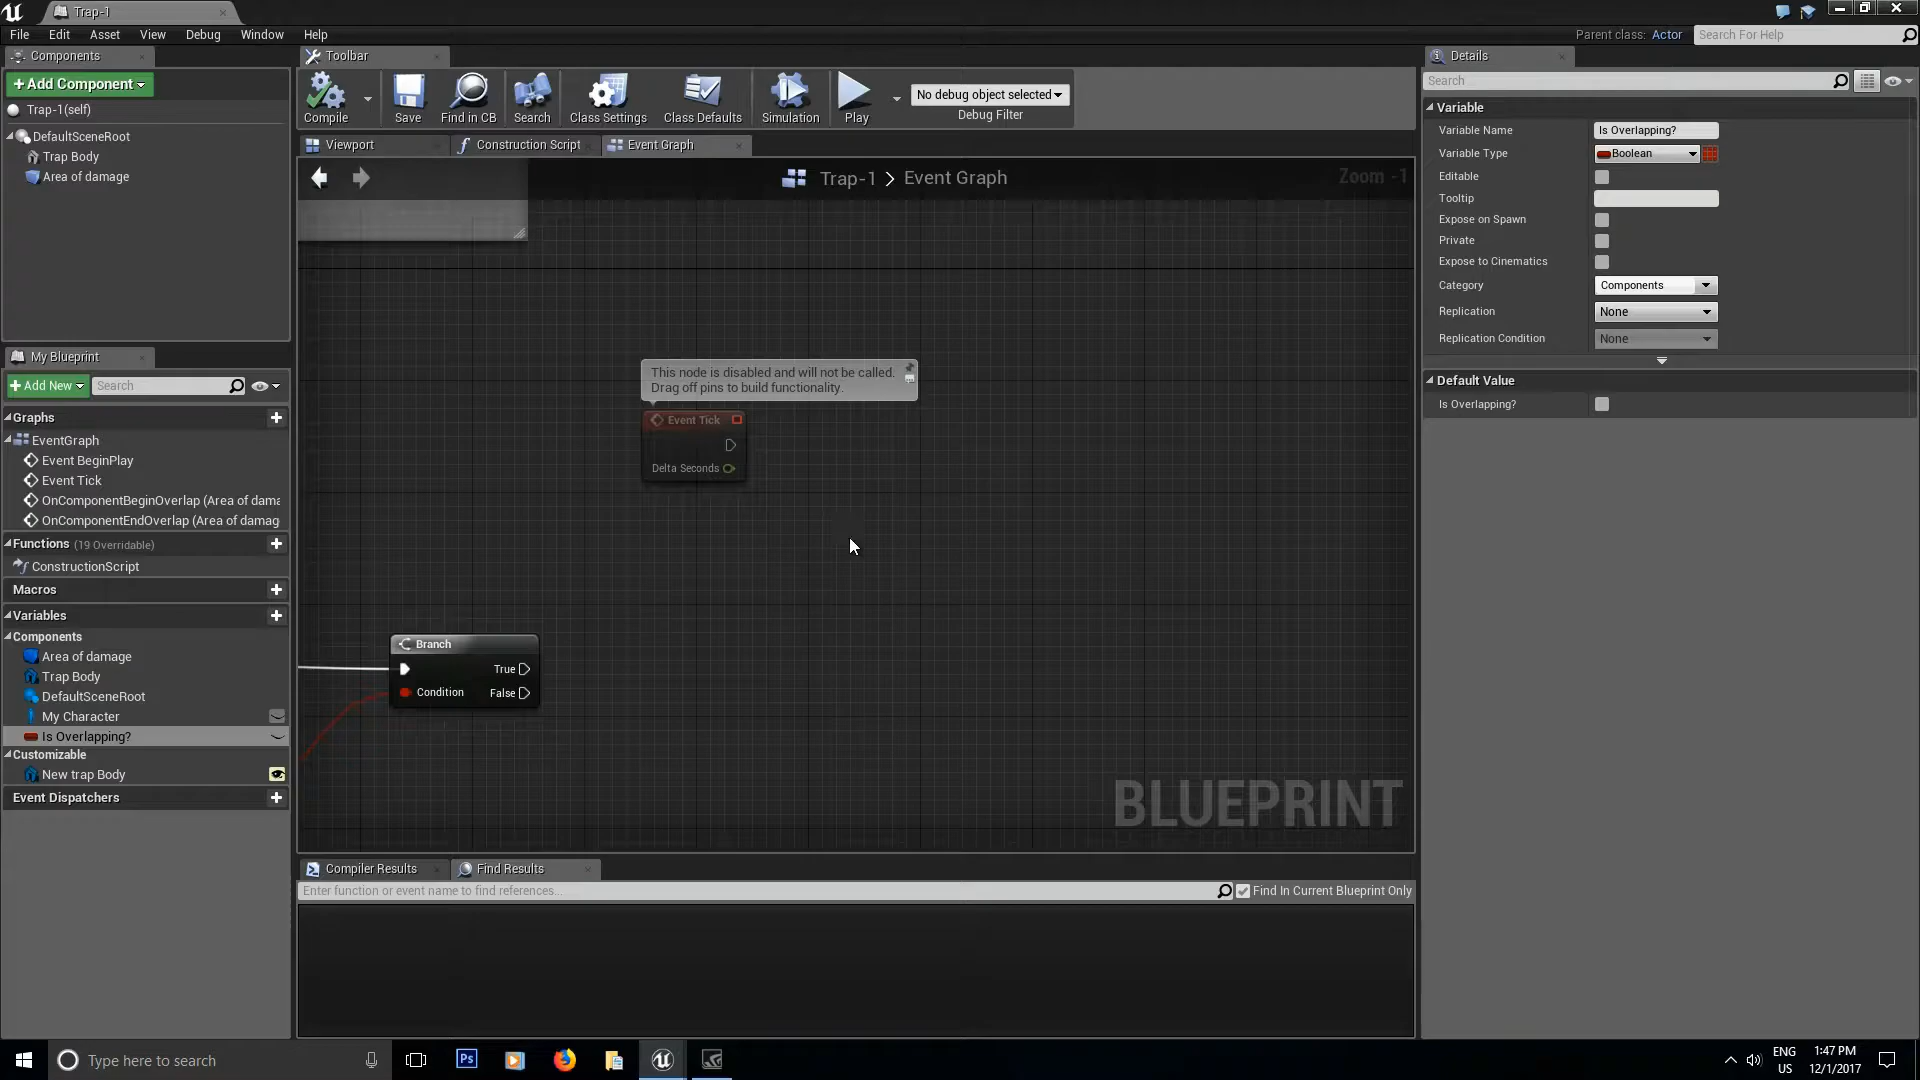 Trap-1
File Edit Asset View Debug Window Help
Parent class: Actor
Search For Help
Components
+Add Component
Trap-1(self)
DefaultSceneRoot
Trap Body
Area of damage
Toolbar
Compile
Save
Find in CB
Search
Class Settings
Class Defaults
Simulation
Play
No debug object selected
Debug Filter
Viewport
Construction Script
Event Graph
Trap-1 > Event Graph
Zoom -1
This node is disabled and will not be called.
Drag off pins to build functionality.
Event Tick
Delta Seconds
Branch
True
Condition
False
BLUEPRINT
My Blueprint
+Add New
Search
Graphs
EventGraph
Event BeginPlay
Event Tick
OnComponentBeginOverlap (Area of dama
OnComponentEndOverlap (Area of damag
Functions (19 Overridable)
ConstructionScript
Macros
Variables
Components
Area of damage
Trap Body
DefaultSceneRoot
My Character
Is Overlapping?
Customizable
New trap Body
Event Dispatchers
Compiler Results
Find Results
Enter function or event name to find references...
Find In Current Blueprint Only
Details
Search
Variable
Variable Name Is Overlapping?
Variable Type Boolean
Editable
Tooltip
Expose on Spawn
Private
Expose to Cinematics
Category Components
Replication None
Replication Condition None
Default Value
Is Overlapping?
Type here to search
Ps
ENG
US
1:47 PM
12/1/2017